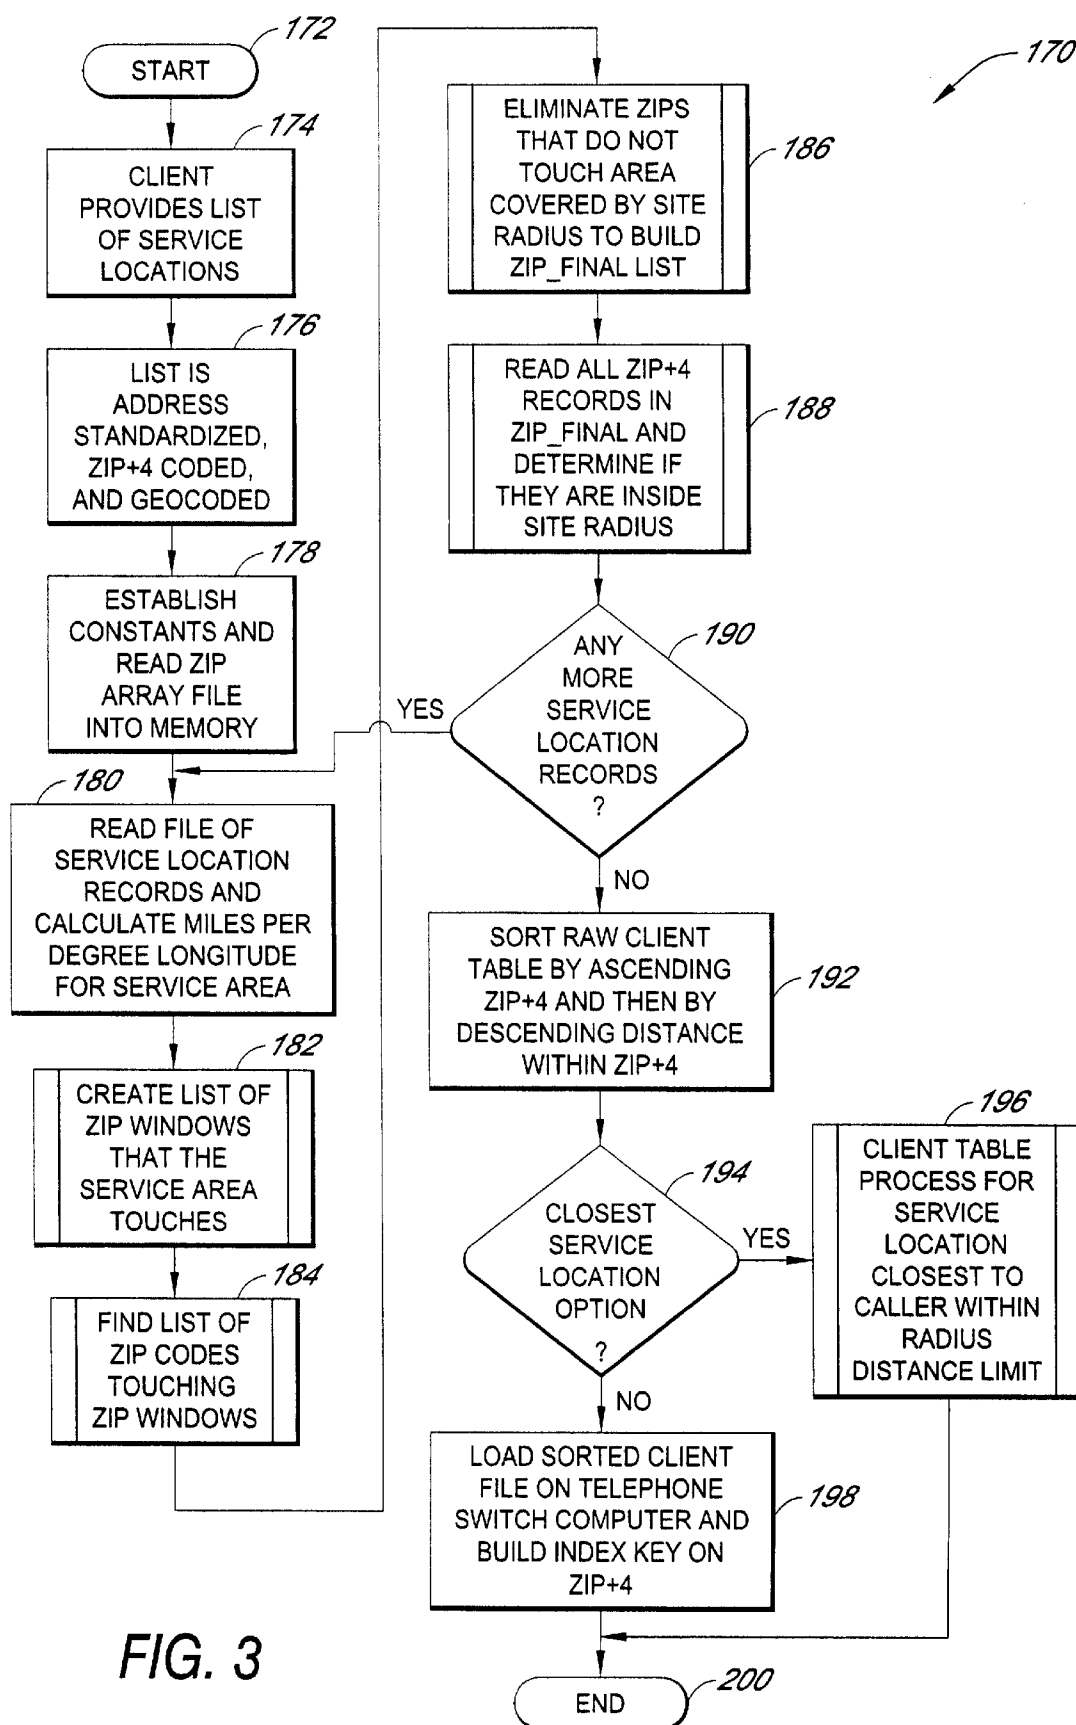 172
START
174
CLIENT
PROVIDES LIST
OF SERVICE
LOCATIONS
176
LIST IS
ADDRESS
STANDARDIZED,
ZIP+4 CODED,
AND GEOCODED
178
ESTABLISH
CONSTANTS AND
READ ZIP
ARRAY FILE
INTO MEMORY
180
READ FILE OF
SERVICE LOCATION
RECORDS AND
CALCULATE MILES PER
DEGREE LONGITUDE
FOR SERVICE AREA
182
CREATE LIST OF
ZIP WINDOWS
THAT THE
SERVICE AREA
TOUCHES
184
FIND LIST OF
ZIP CODES
TOUCHING
ZIP WINDOWS
170
ELIMINATE ZIPS
THAT DO NOT
TOUCH AREA
COVERED BY SITE
RADIUS TO BUILD
ZIP_FINAL LIST
186
READ ALL ZIP+4
RECORDS IN
ZIP_FINAL AND
DETERMINE IF
THEY ARE INSIDE
SITE RADIUS
188
ANY
MORE
SERVICE
LOCATION
RECORDS
?
190
YES
NO
SORT RAW CLIENT
TABLE BY ASCENDING
ZIP+4 AND THEN BY
DESCENDING DISTANCE
WITHIN ZIP+4
192
CLOSEST
SERVICE
LOCATION
OPTION
?
194
YES
196
CLIENT TABLE
PROCESS FOR
SERVICE
LOCATION
CLOSEST TO
CALLER WITHIN
RADIUS
DISTANCE LIMIT
NO
LOAD SORTED CLIENT
FILE ON TELEPHONE
SWITCH COMPUTER AND
BUILD INDEX KEY ON
ZIP+4
198
END
200
FIG. 3